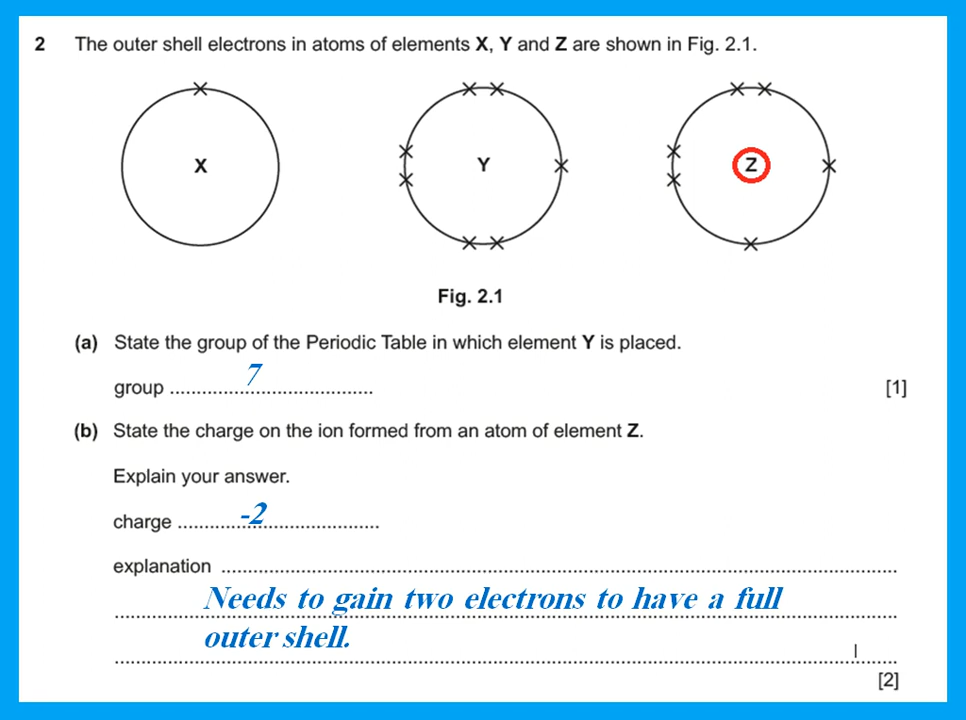 2 The outer shell electrons in atoms of elements X, Y and Z are shown in Fig. 2.1.
X Y Z
Fig. 2.1
(a) State the group of the Periodic Table in which element Y is placed.
group ...................................... 7 [1]
(b) State the charge on the ion formed from an atom of element Z.
Explain your answer.
charge ...................................... -2
explanation ......................................
Needs to gain two electrons to have a full
outer shell.
[2]